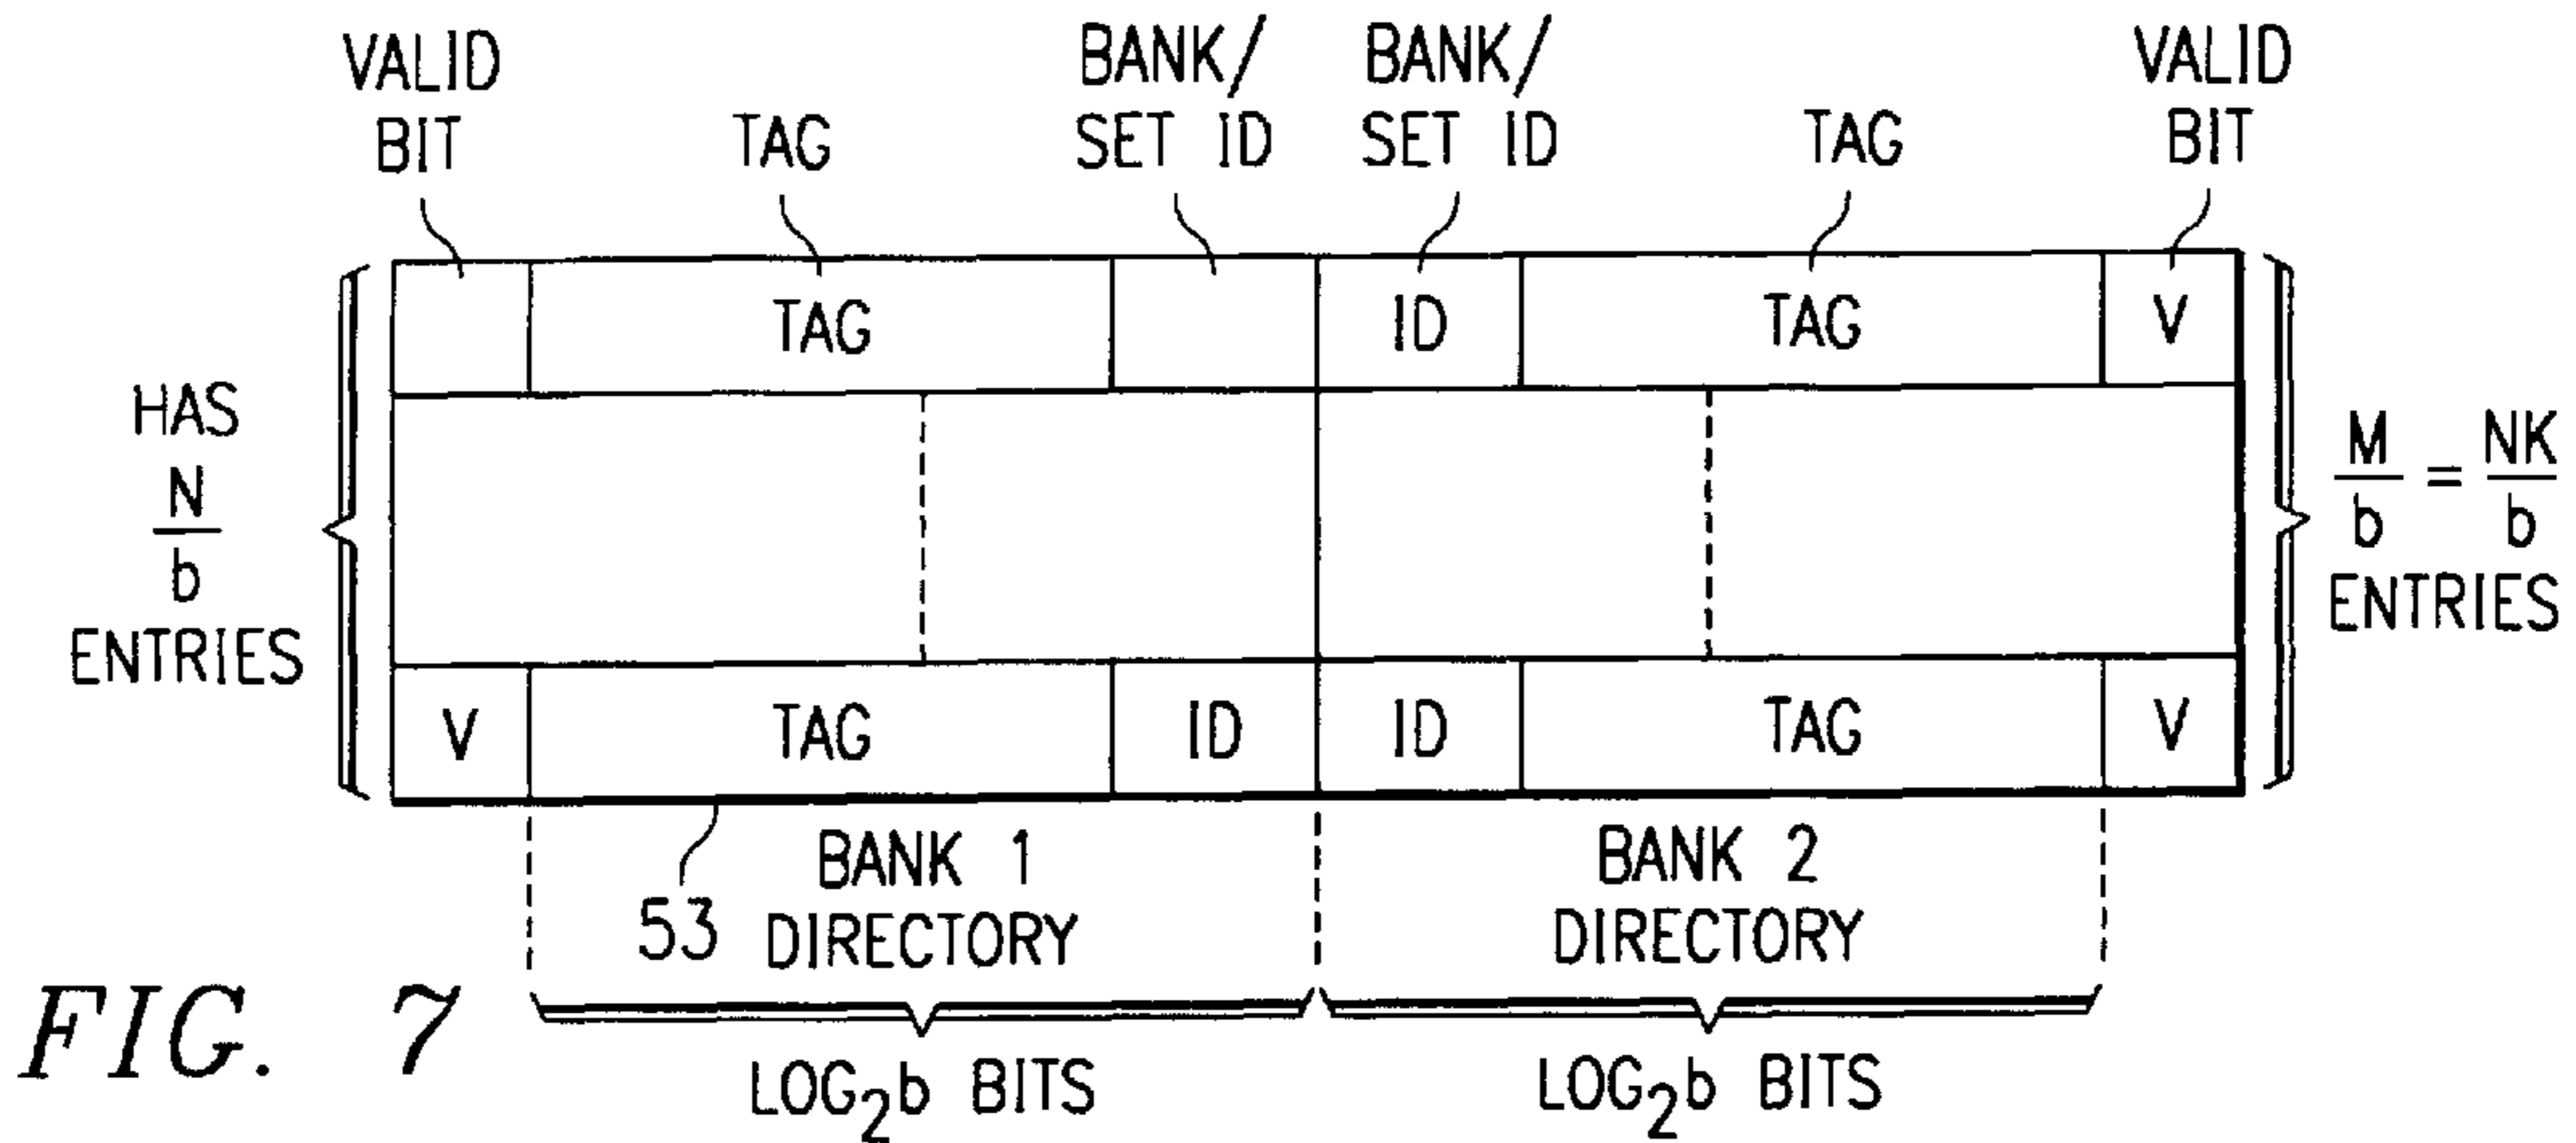 VALID
BIT
TAG
BANK/
SET ID
BANK/
SET ID
TAG
VALID
BIT
TAG
ID
TAG
V
HAS
N
b
ENTRIES
M/b = NK/b
ENTRIES
V
TAG
ID
ID
TAG
V
53
BANK 1
DIRECTORY
BANK 2
DIRECTORY
LOG₂b BITS
LOG₂b BITS
FIG. 7